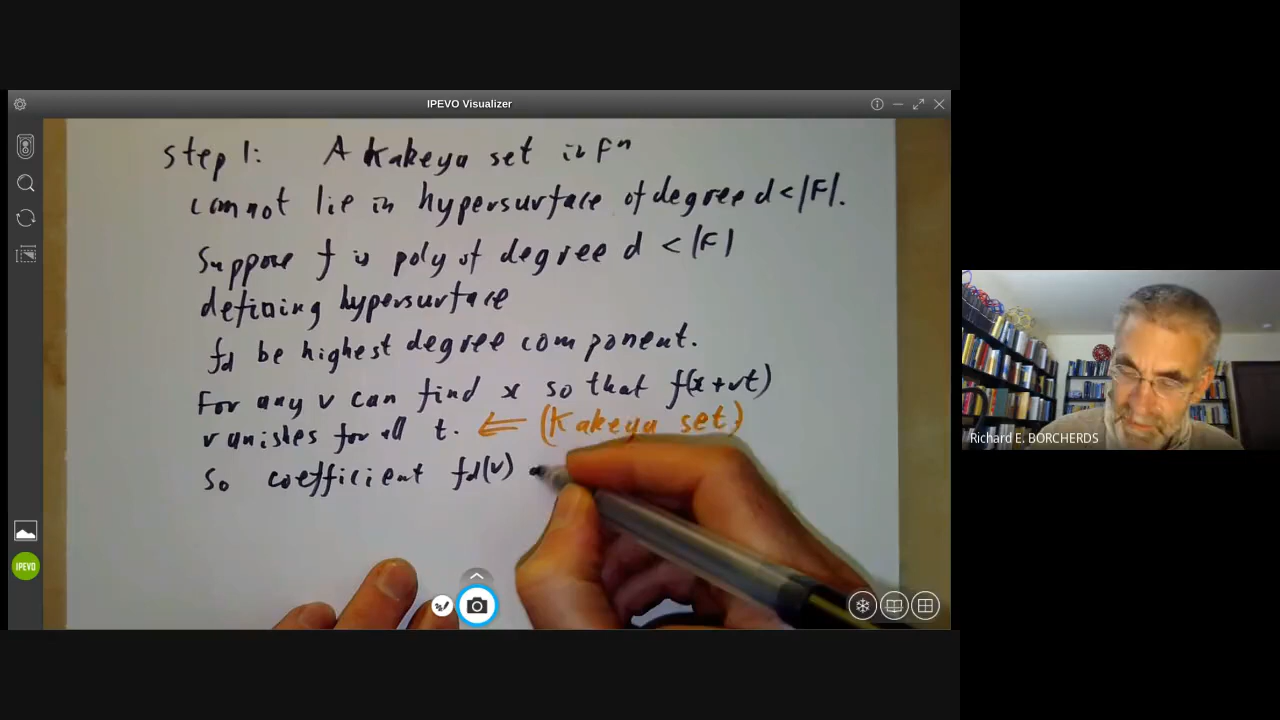 IPEVO Visualizer
step 1: A Kakeya set in Fⁿ
cannot lie in hypersurface of degree d < |F|.
Suppose f is poly of degree d < |F|
defining hypersurface
fd be highest degree component.
For any v can find x so that f(x+vt)
vanishes for all t. ⇐ (Kakeya set)
So coefficient fd(v)
IPEVO
Richard E. BORCHERDS